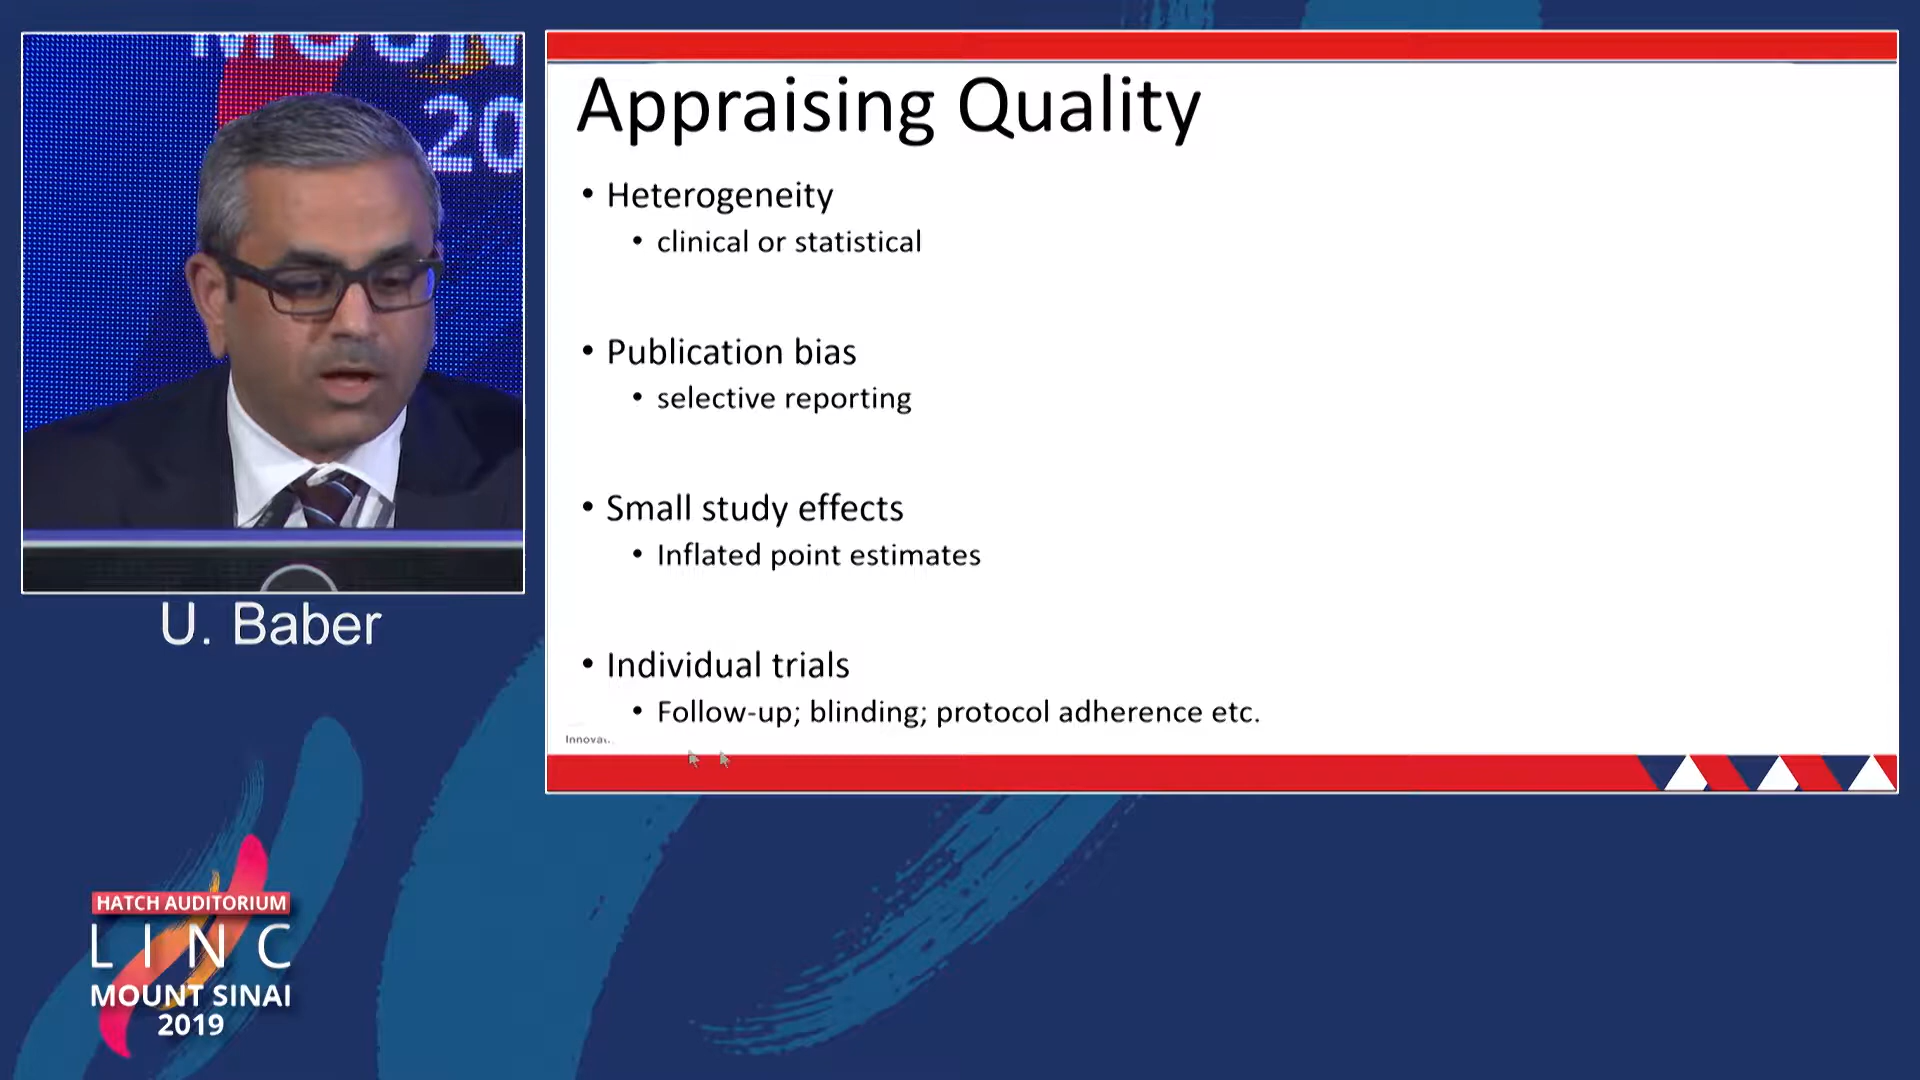 20
Appraising Quality
• Heterogeneity
• clinical or statistical
• Publication bias
• selective reporting
• Small study effects
• Inflated point estimates
• Individual trials
• Follow-up; blinding; protocol adherence etc.
U. Baber
HATCH AUDITORIUM
LINC
MOUNT SINAI
2019